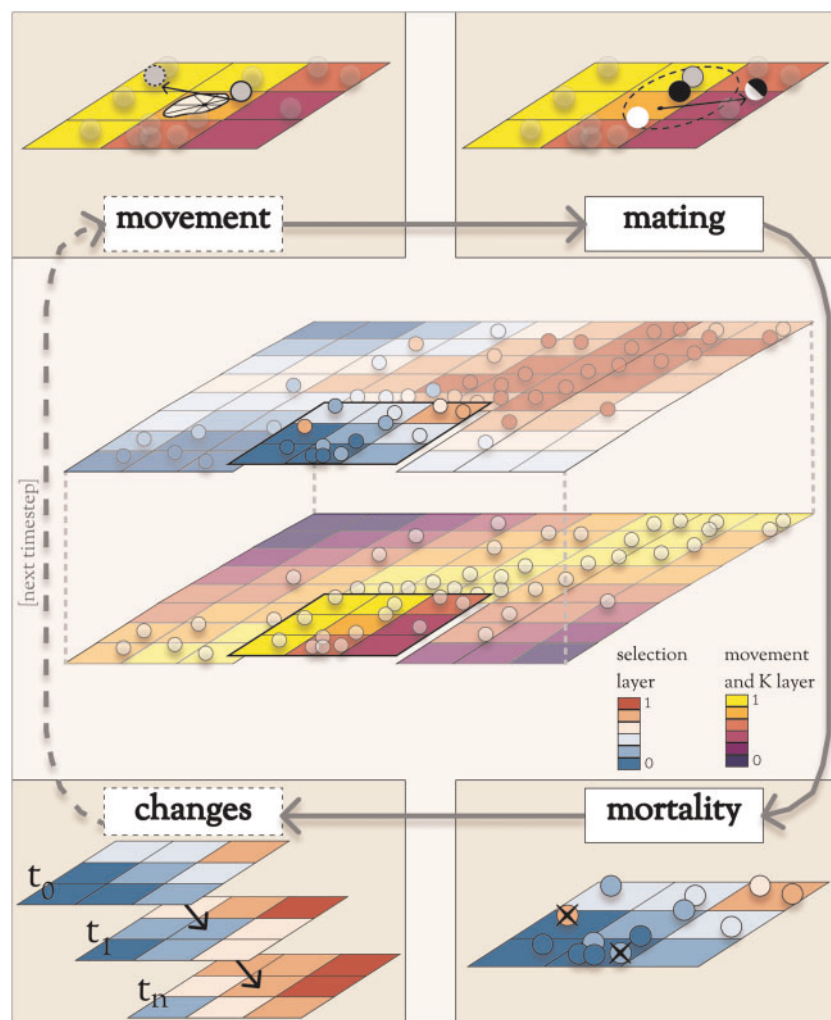 movement
mating
[next timestep]
selection
layer
1
0
movement
and K layer
1
0
changes
mortality
t0
t1
tn